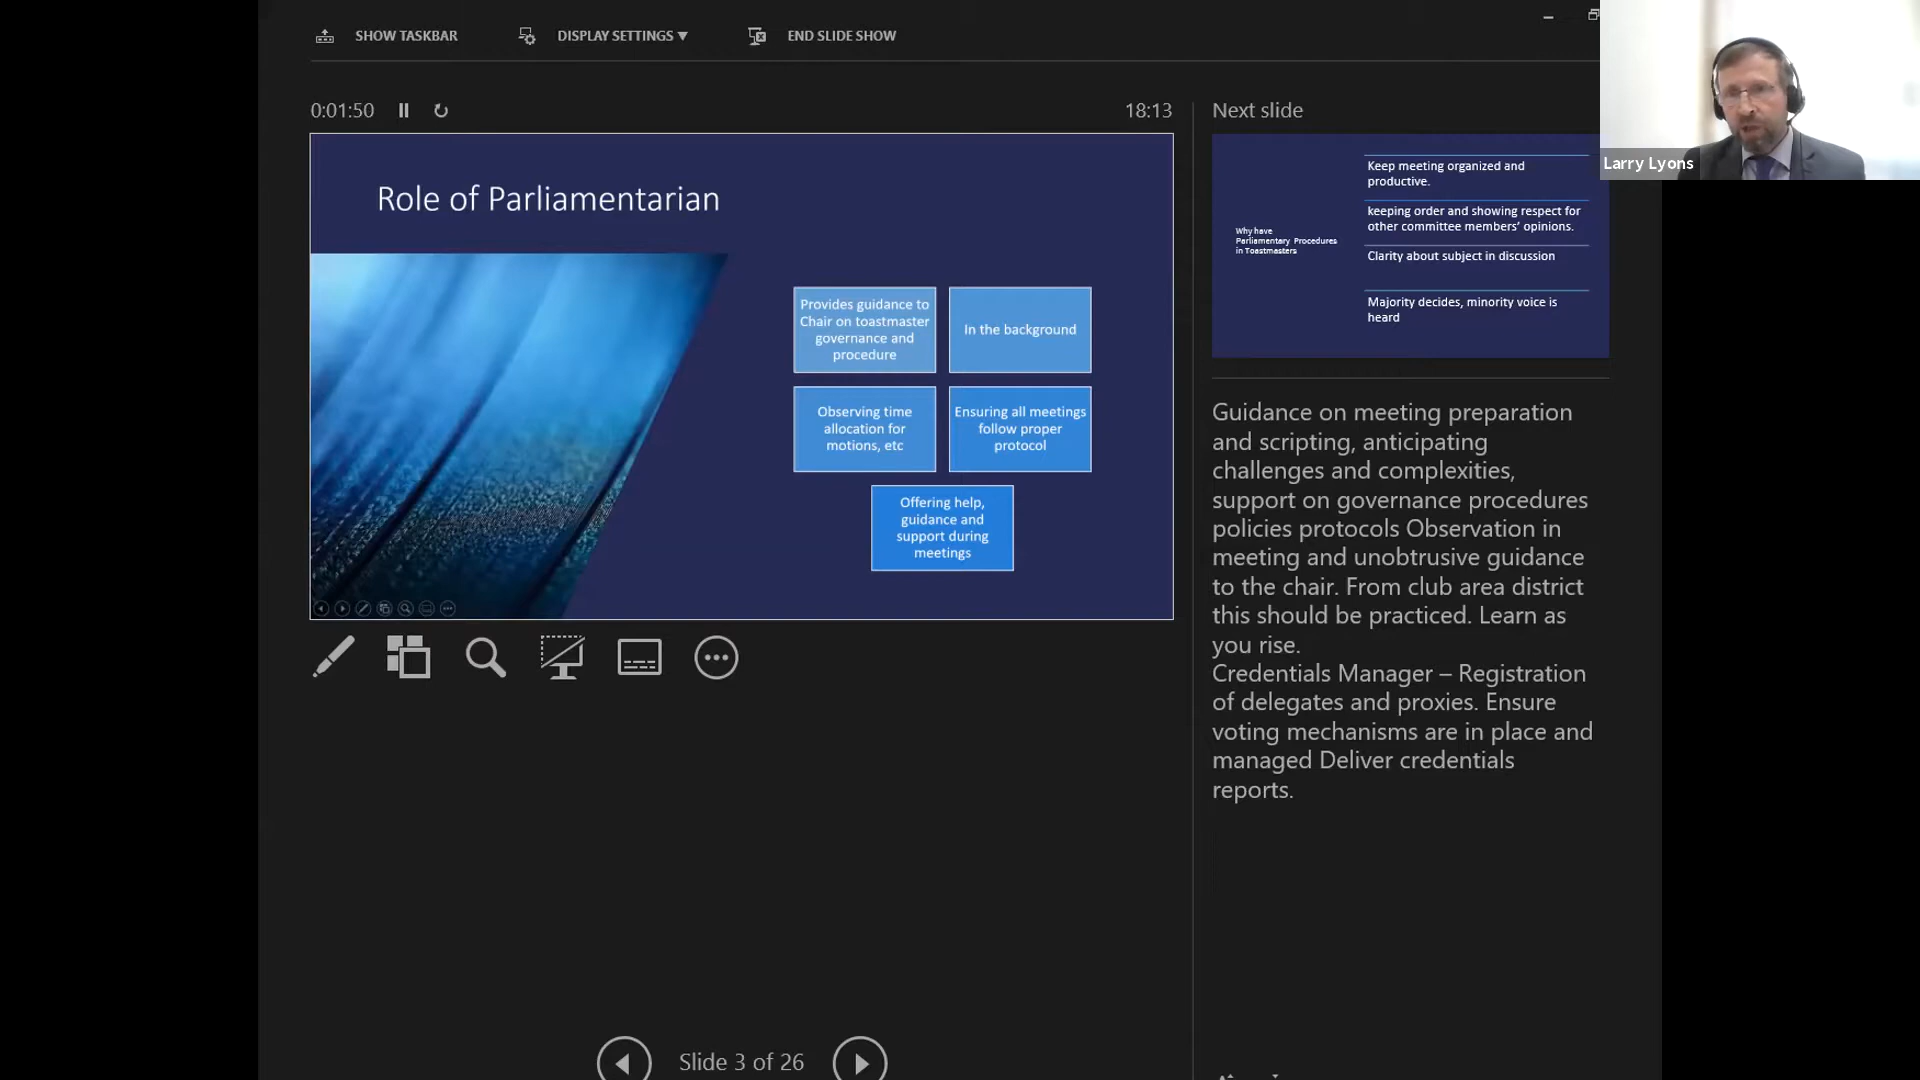 SHOW TASKBAR
DISPLAY SETTINGS ▼
END SLIDE SHOW
0:01:50
18:13
Role of Parliamentarian
Provides guidance to
Chair on toastmaster
governance and
procedure
In the background
Observing time
allocation for
motions, etc
Ensuring all meetings
follow proper
protocol
Offering help,
guidance and
support during
meetings
Slide 3 of 26
Next slide
Why have
Parliamentary Procedures
in Toastmasters
Keep meeting organized and
productive.
keeping order and showing respect for
other committee members’ opinions.
Clarity about subject in discussion
Majority decides, minority voice is
heard
Guidance on meeting preparation
and scripting, anticipating
challenges and complexities,
support on governance procedures
policies protocols Observation in
meeting and unobtrusive guidance
to the chair. From club area district
this should be practiced. Learn as
you rise.
Credentials Manager – Registration
of delegates and proxies. Ensure
voting mechanisms are in place and
managed Deliver credentials
reports.
Larry Lyons